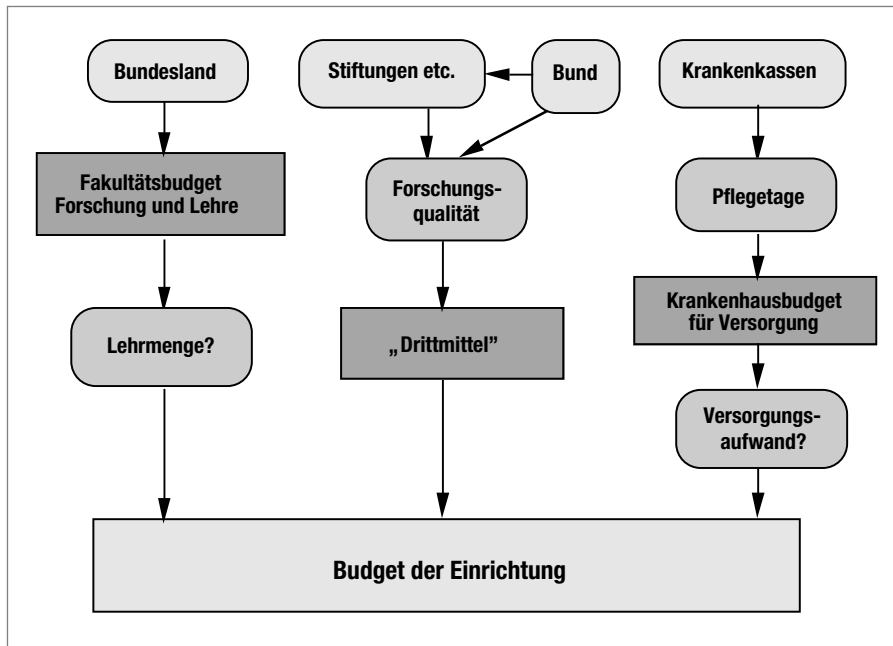 Bundesland
Stiftungen etc.
Bund
Krankenkassen
Fakultätsbudget
Forschung und Lehre
Forschungs-
qualität
Pflegetage
Lehrmenge?
„Drittmittel”
Krankenhausbudget
für Versorgung
Versorgungs-
aufwand?
Budget der Einrichtung